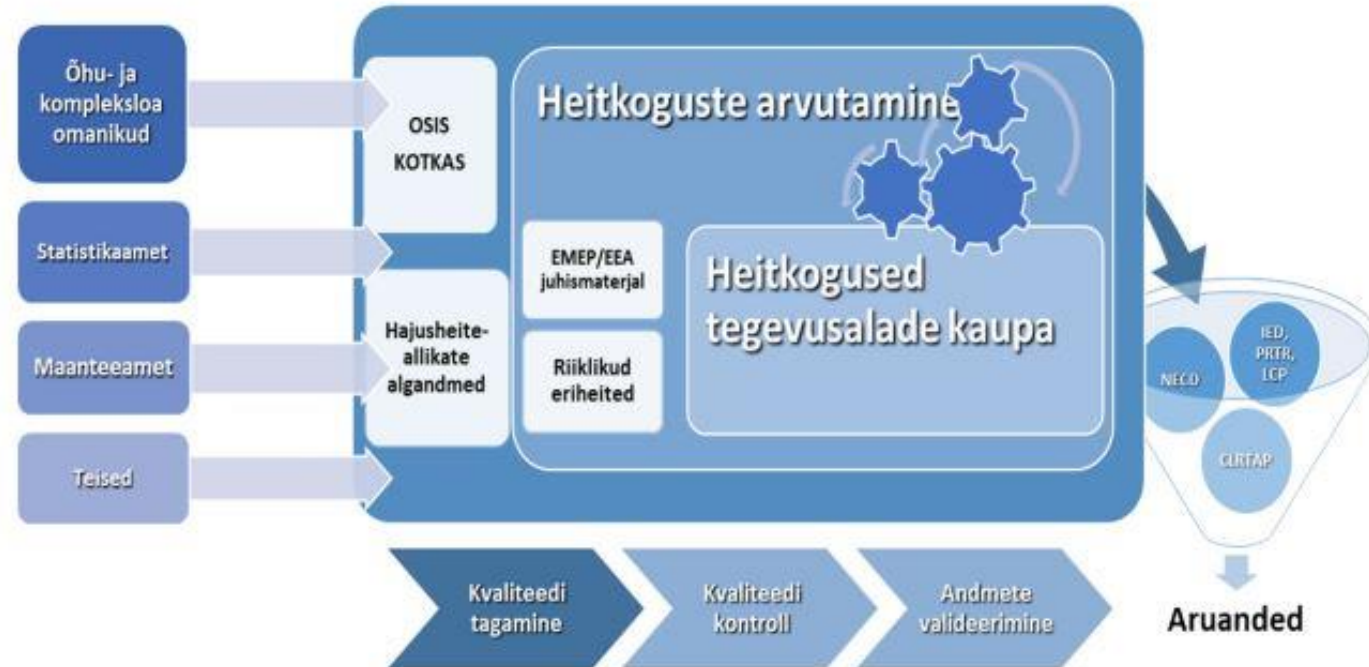 Õhu- ja
kompleksloa
omanikud
Statistikaamet
Maanteeamet
Teised
OSIS
KOTKAS
Hajusheite-
allikate
algandmed
Heitkoguste arvutamine
EMEP/EEA
juhismaterjal
Riiklikud
eriheited
Heitkogused
tegevusalade kaupa
NECD
IED,
PRTR,
LCP
CLRTAP
Kvaliteedi
tagamine
Kvaliteedi
kontroll
Andmete
valideerimine
Aruanded